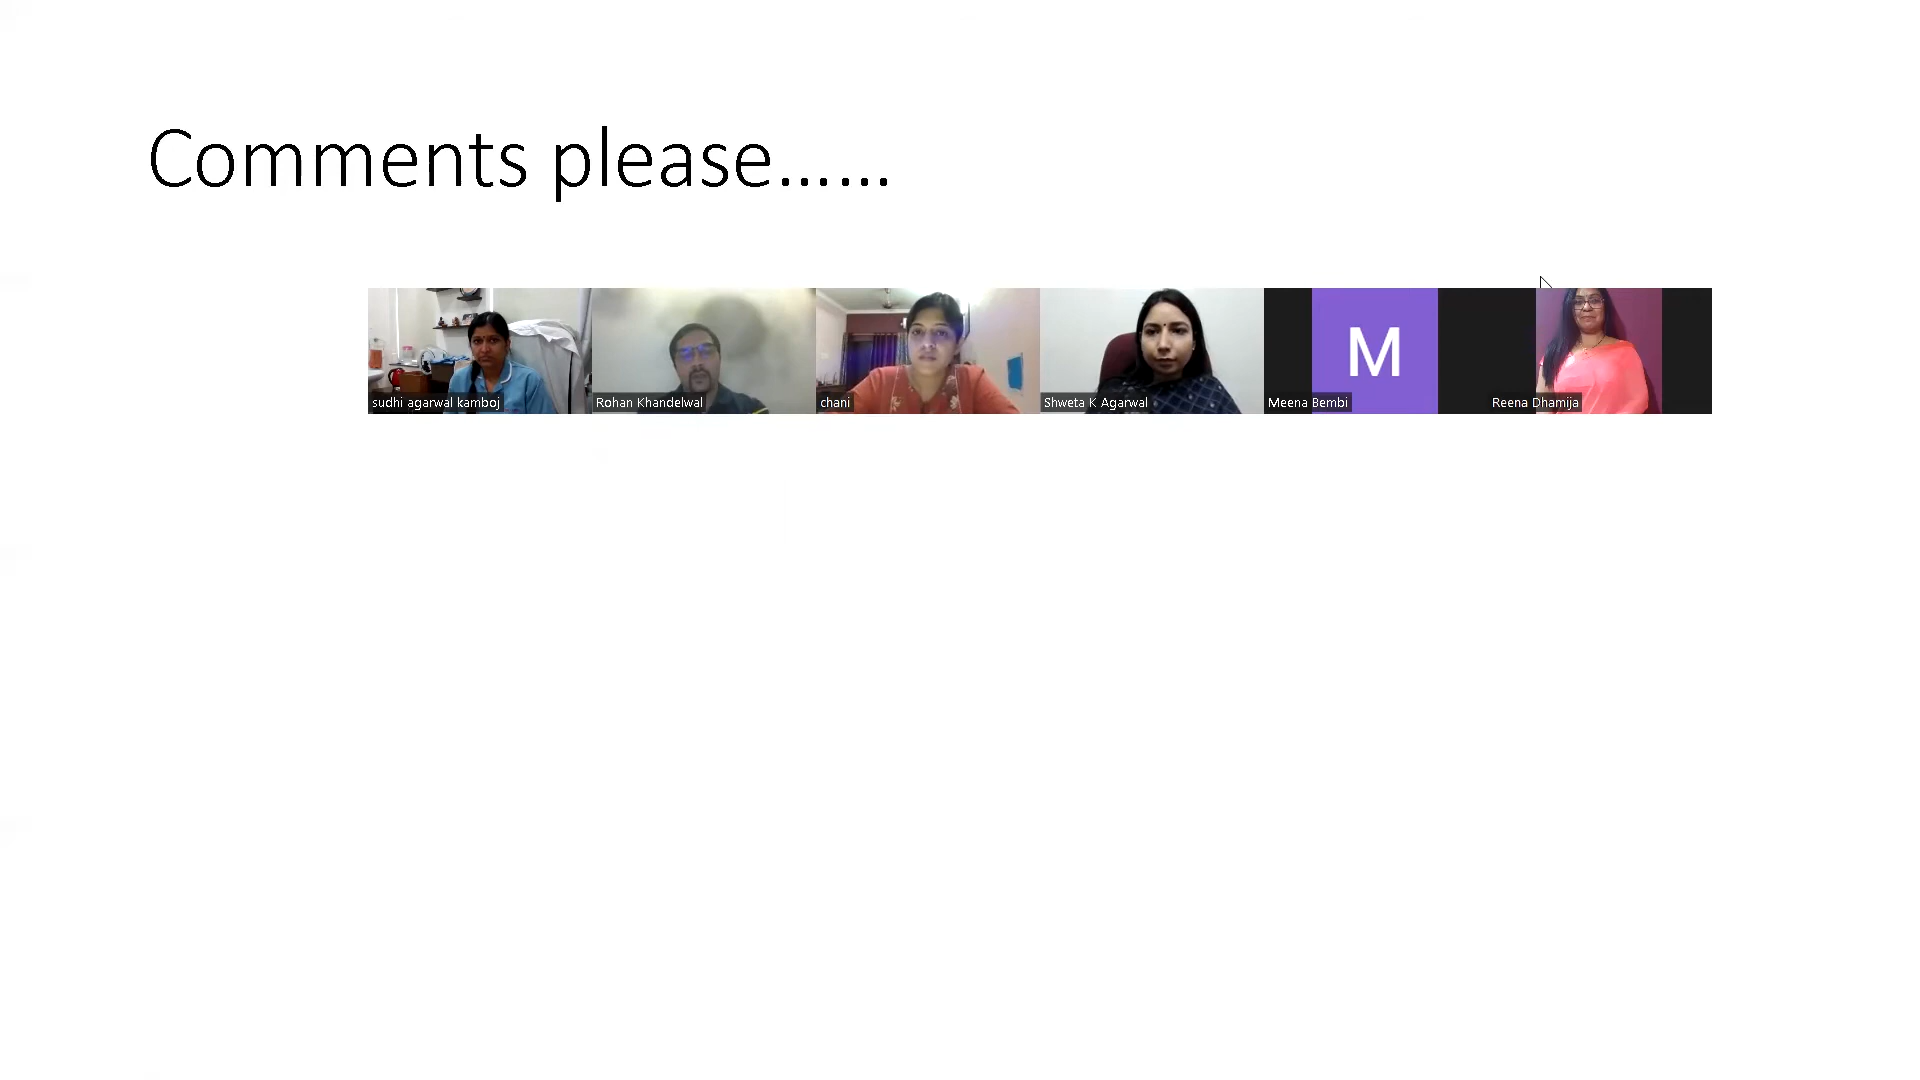 Comments please......
sudhi agarwal kamboj
Rohan Khandelwal
chani
Shweta K Agarwal
M
Meena Bembi
Reena Dhamija